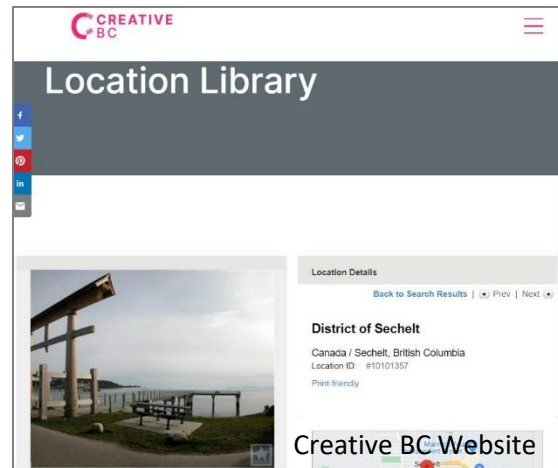 CREATIVE
BC
Location Library
Location Details
Back to Search Results | Prev | Next
District of Sechelt
Canada / Sechelt, British Columbia
Location ID: #10101357
Print-friendly
Creative BC Website